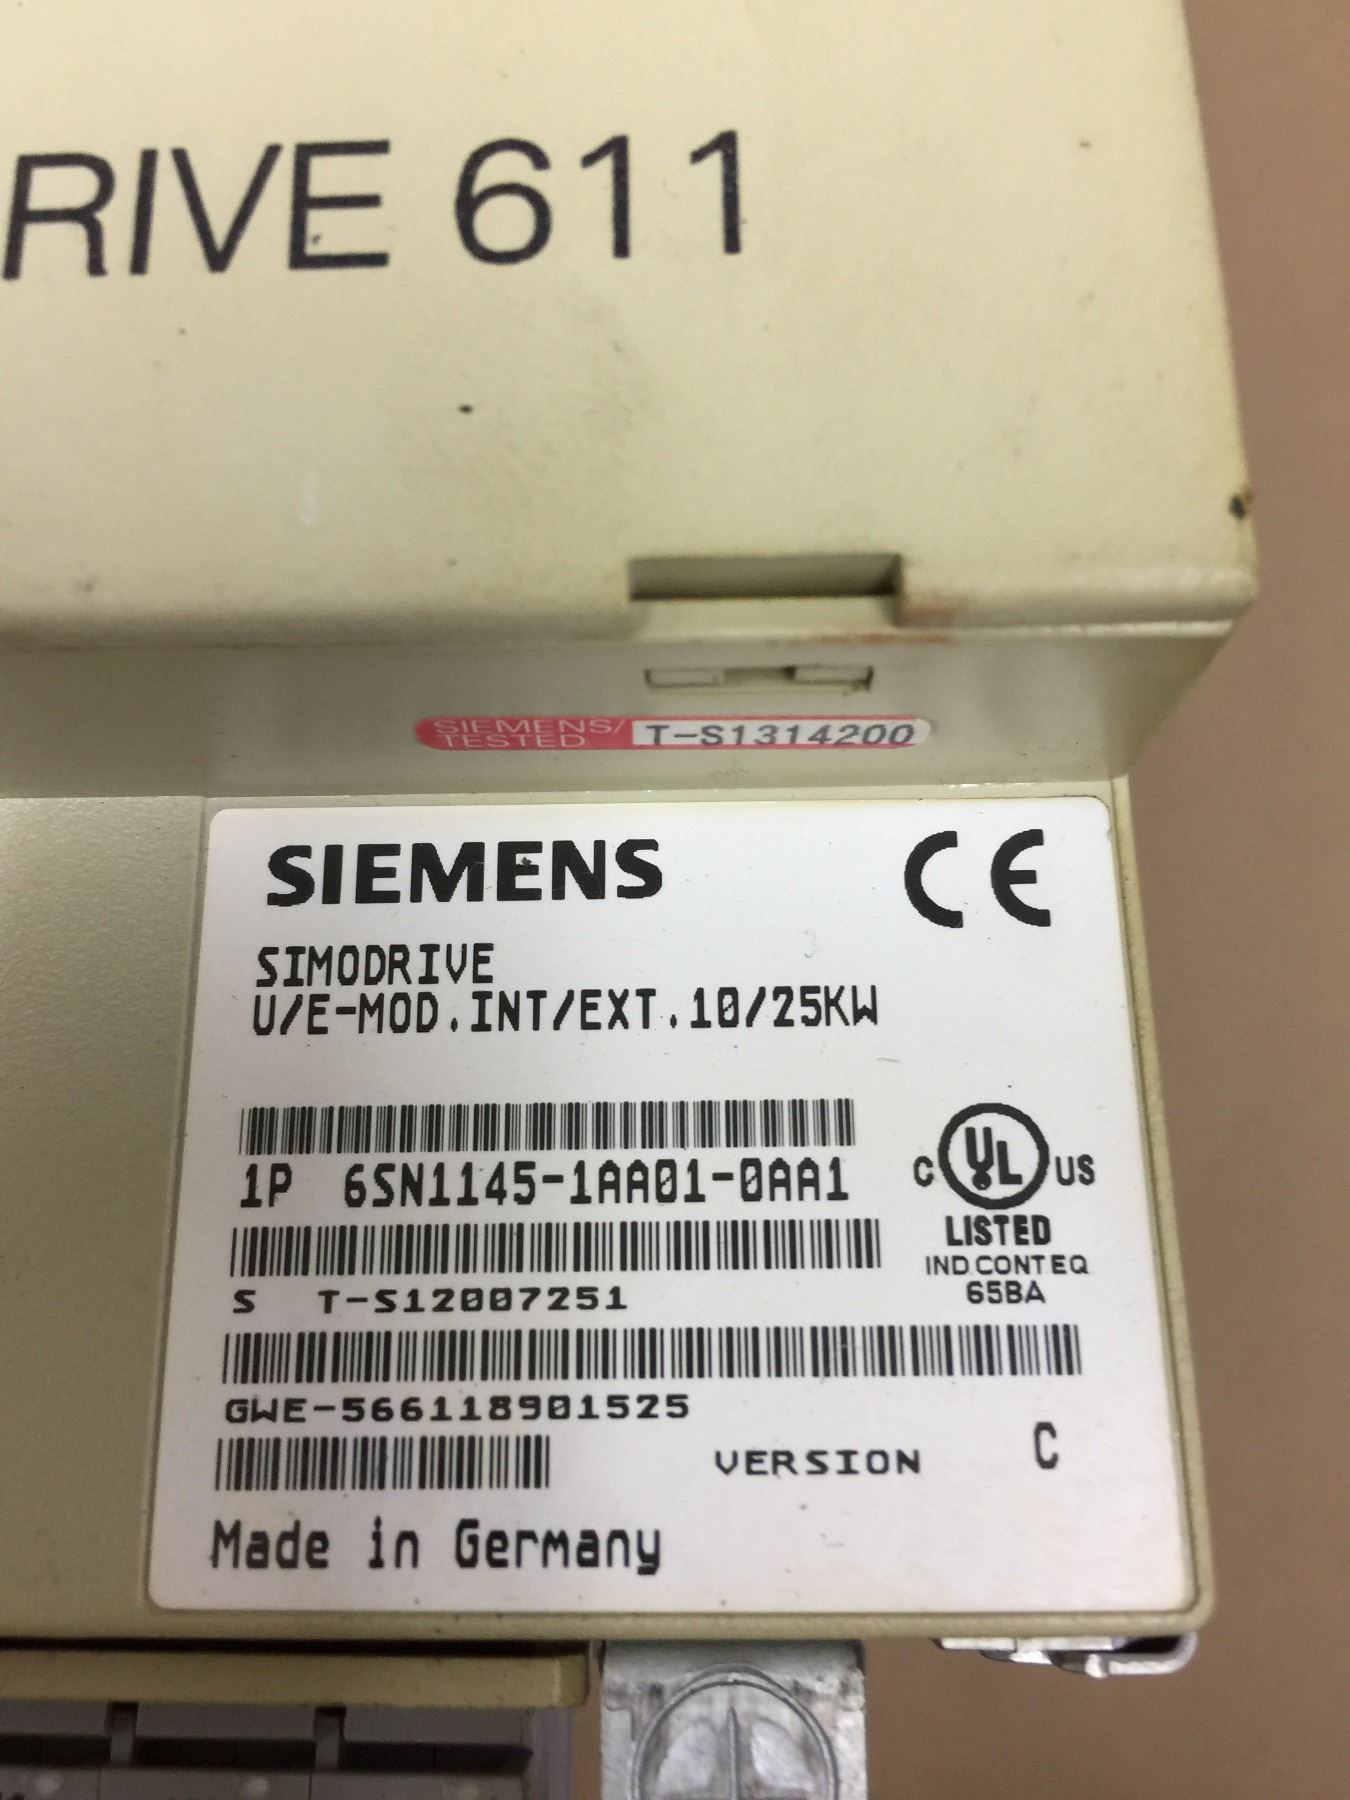 RIVE 611
SIEMENS/
TESTED
T-S1314200
SIEMENS
CE
SIMODRIVE
U/E-MOD.INT/EXT.10/25KW
1P 6SN1145-1AA01-0AA1
C UL US
LISTED
IND.CONT.EQ
65BA
S T-S12007251
GWE-566118901525
VERSION C
Made in Germany